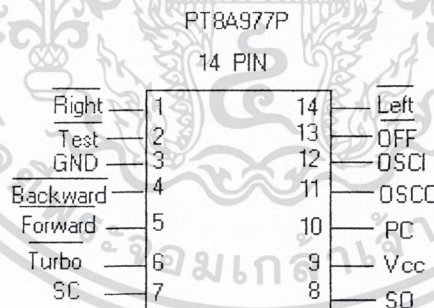 PT8A977P
14 PIN
Right 1 14 Left
Test 2 13 OFF
GND 3 12 OSCI
Backward 4 11 OSCO
Forward 5 10 PC
Turbo 6 9 Vcc
SC 7 8 SO